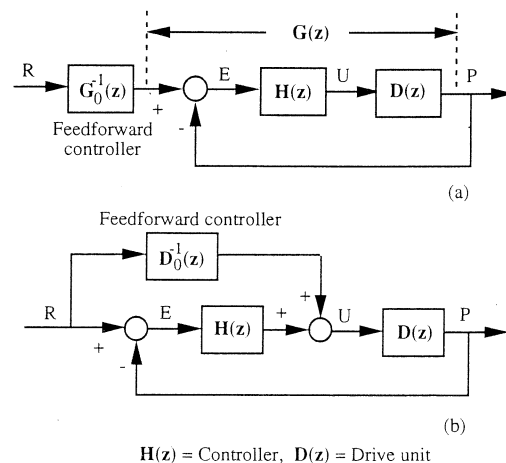 G(z)
R
G₀⁻¹(z)
+
-
E
H(z)
U
D(z)
P
Feedforward
controller
(a)
Feedforward controller
D₀⁻¹(z)
R
+
-
E
H(z)
+
+
U
D(z)
P
(b)
H(z) = Controller, D(z) = Drive unit